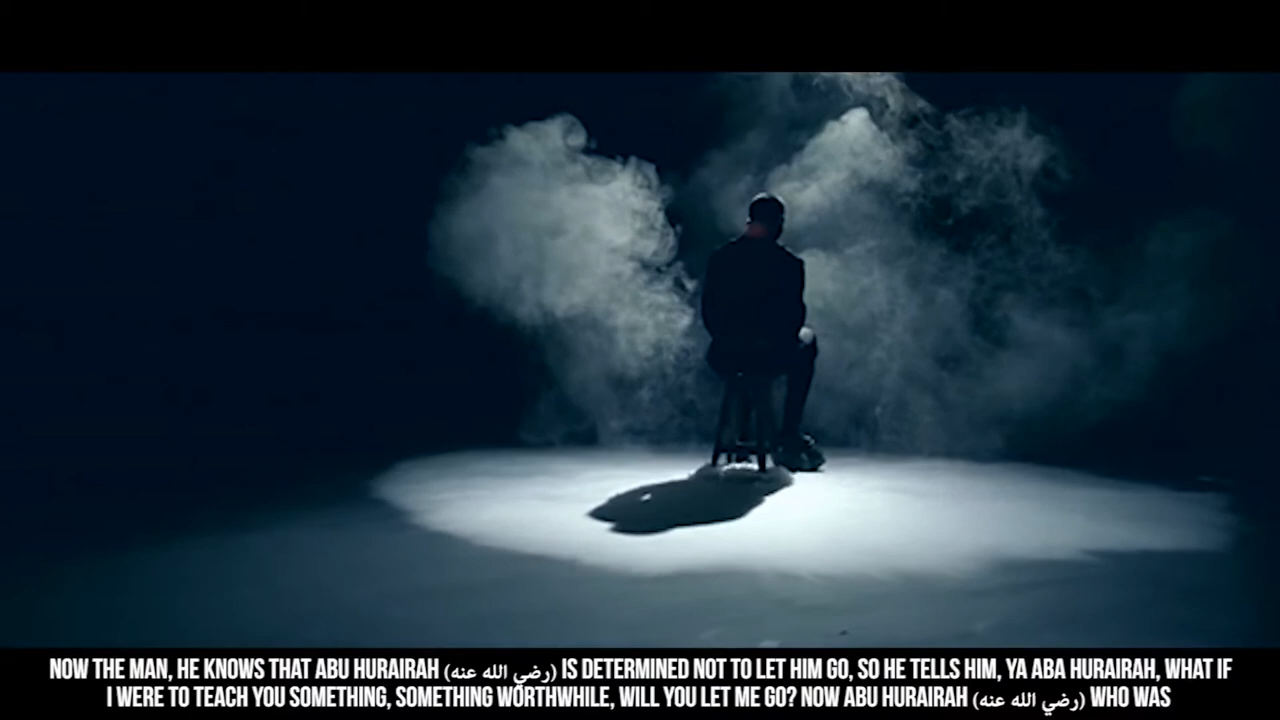 NOW THE MAN, HE KNOWS THAT ABU HURAIRAH (رضي الله عنه) IS DETERMINED NOT TO LET HIM GO, SO HE TELLS HIM, YA ABA HURAIRAH, WHAT IF
I WERE TO TEACH YOU SOMETHING, SOMETHING WORTHWHILE, WILL YOU LET ME GO? NOW ABU HURAIRAH (رضي الله عنه) WHO WAS